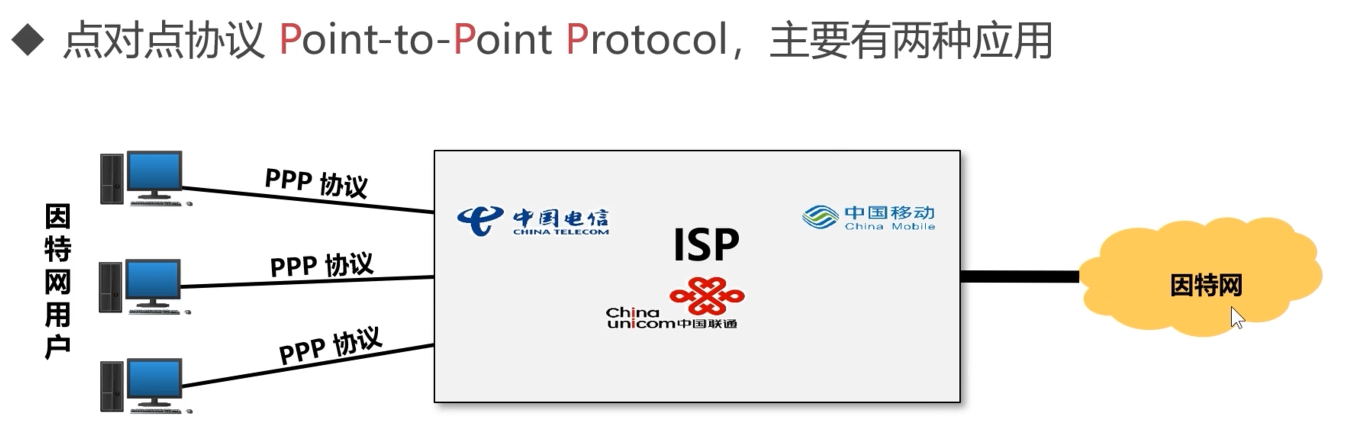 点对点协议 Point-to-Point Protocol，主要有两种应用
因特网用户
PPP 协议
PPP 协议
PPP 协议
中国电信
CHINA TELECOM
中国移动
China Mobile
ISP
China
unicom中国联通
因特网